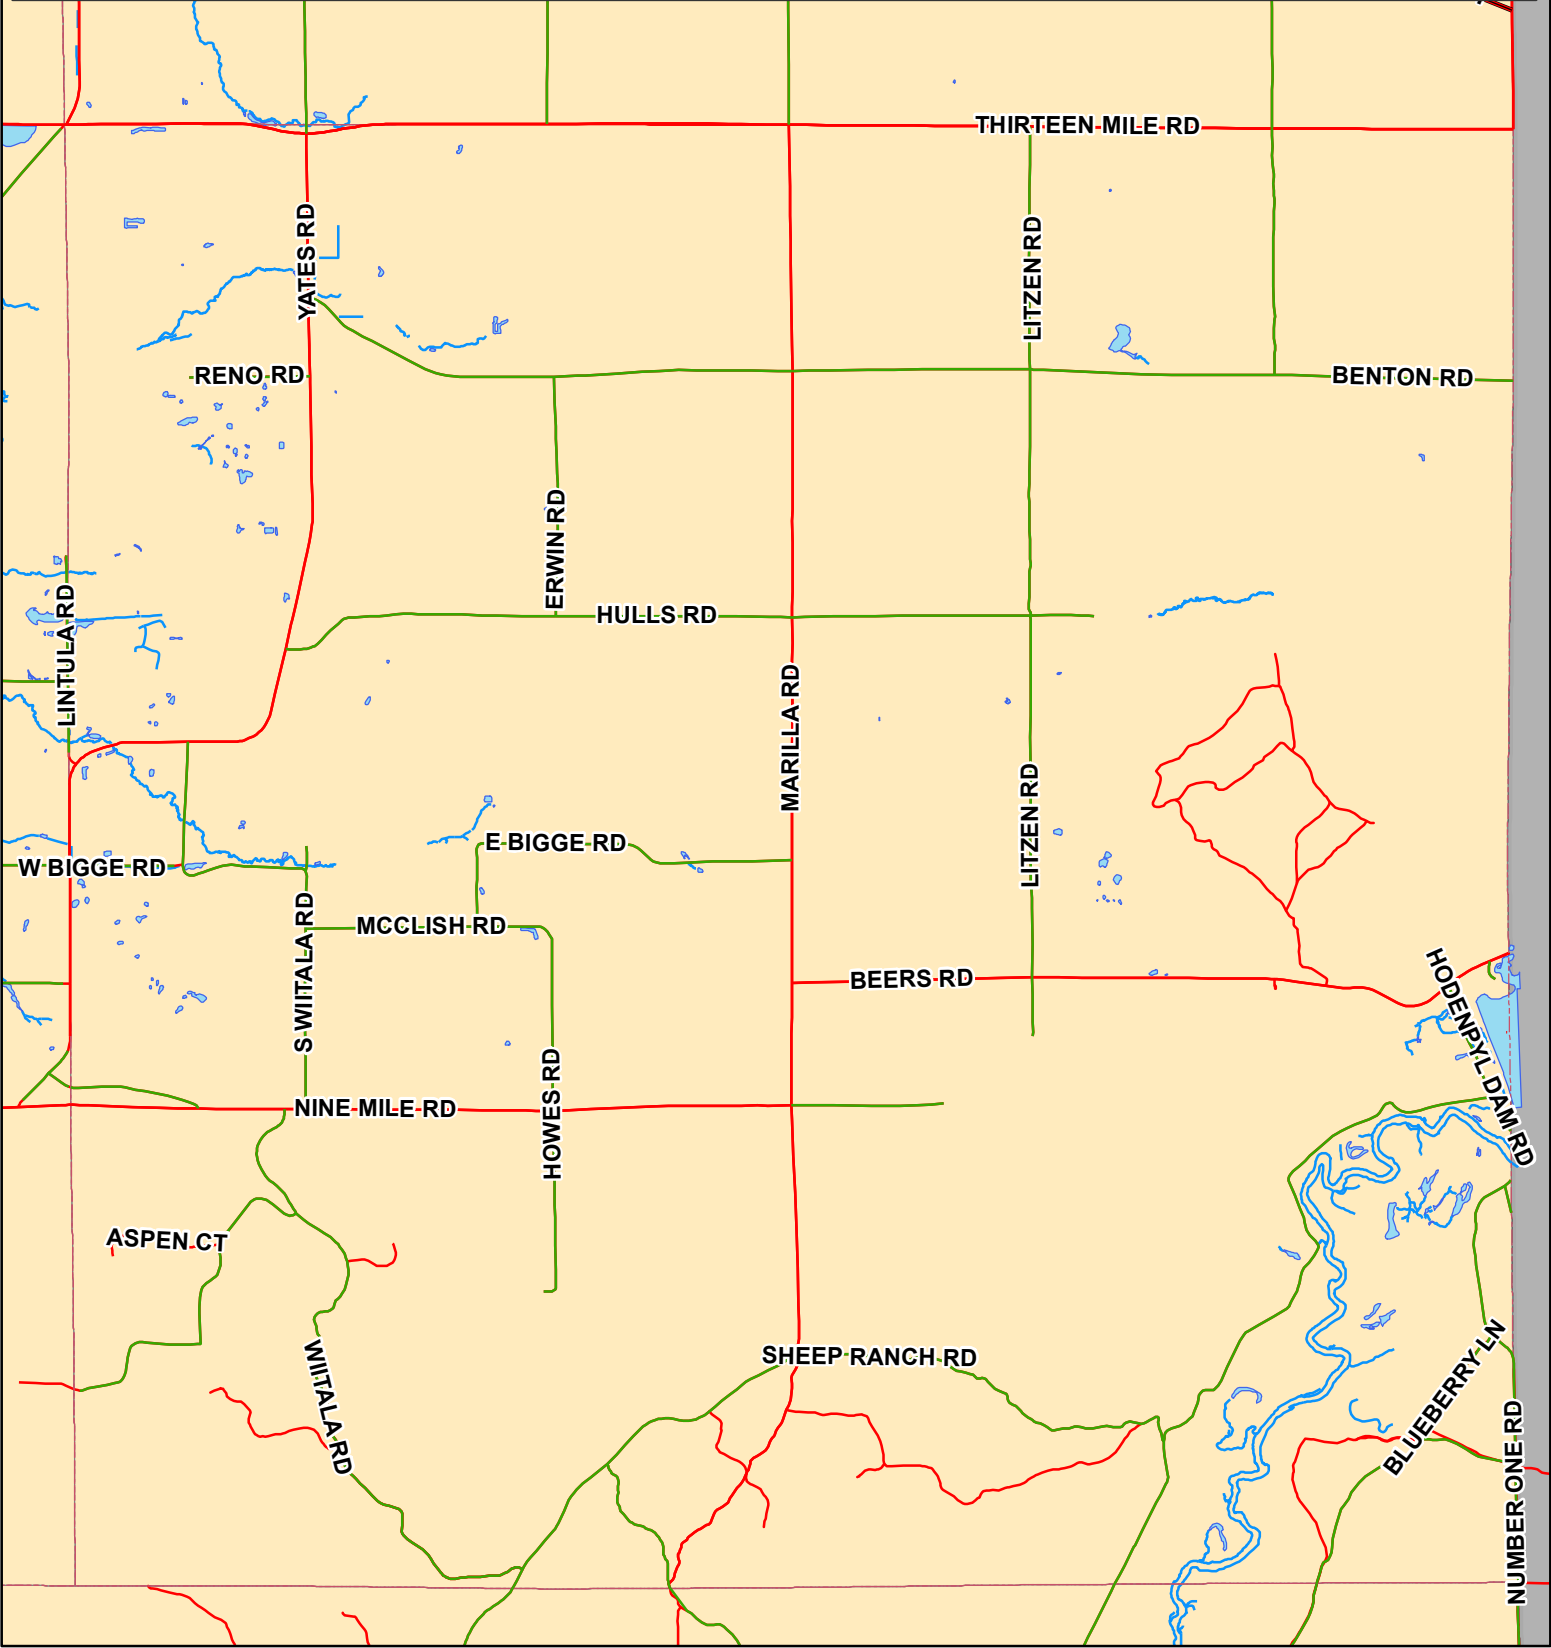 THIRTEEN MILE RD
YATES RD
LITZEN RD
RENO RD
BENTON RD
ERWIN RD
HULLS RD
LINTULA RD
MARILLA RD
LITZEN RD
E BIGGE RD
W BIGGE RD
S WIITALA RD
MCCLISH RD
BEERS RD
HODENPYL DAM RD
HOWES RD
NINE MILE RD
ASPEN CT
WIITALA RD
SHEEP RANCH RD
BLUEBERRY LN
NUMBER ONE RD